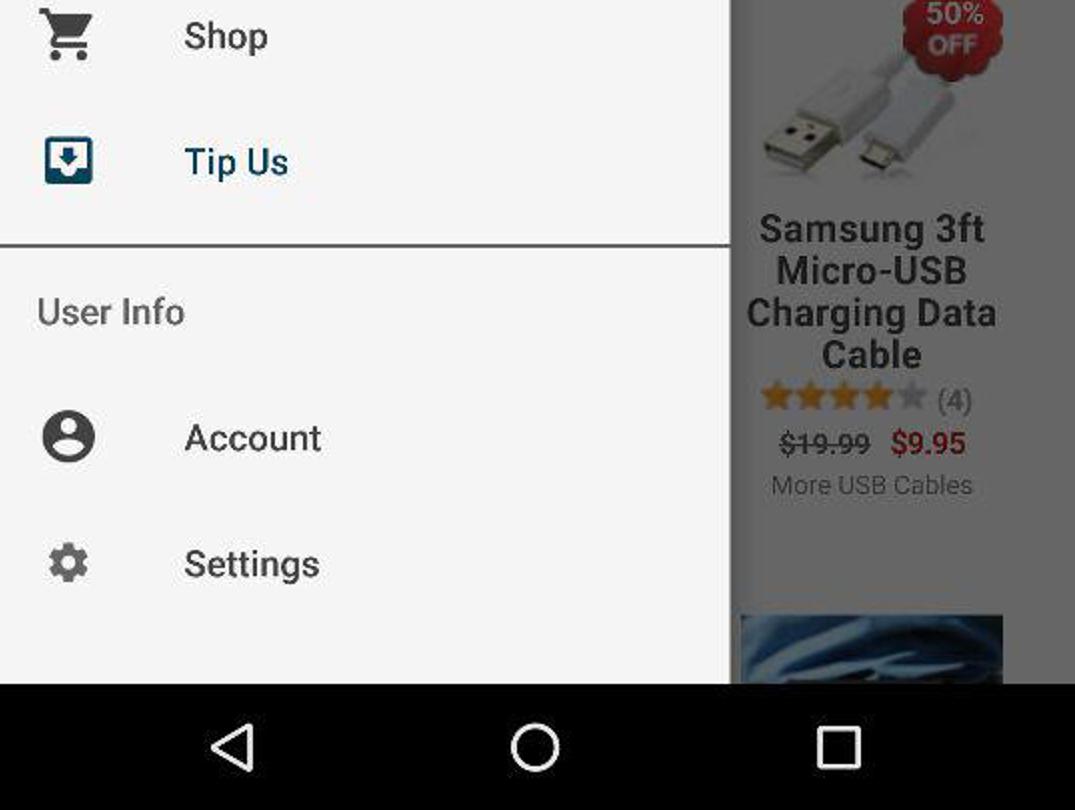 Shop
Tip Us
User Info
Account
Settings
50%
OFF
Samsung 3ft
Micro-USB
Charging Data
Cable
(4)
$19.99 $9.95
More USB Cables